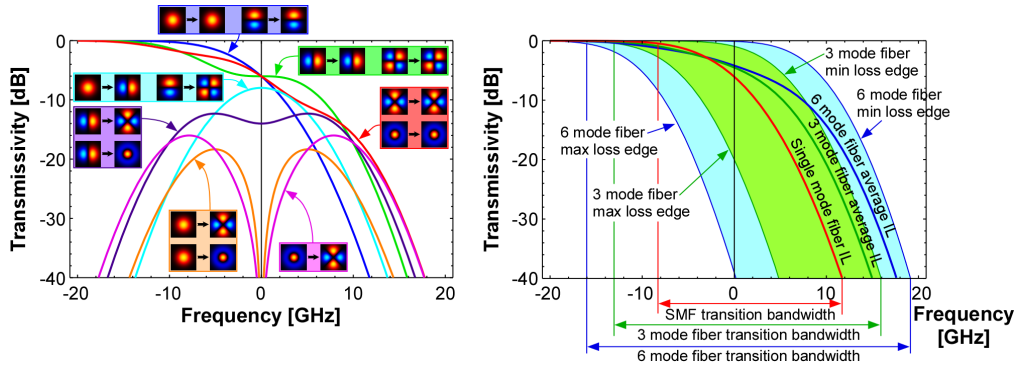 Transmissivity [dB]
0
-10
-20
-30
-40
-20
-10
0
10
20
Frequency [GHz]
Transmissivity [dB]
0
-10
-20
-30
-40
3 mode fiber
min loss edge
6 mode fiber
min loss edge
6 mode fiber
max loss edge
3 mode fiber
max loss edge
6 mode fiber average IL
3 mode fiber average IL
Single mode fiber IL
-20
-10
0
10
20
Frequency
[GHz]
SMF transition bandwidth
3 mode fiber transition bandwidth
6 mode fiber transition bandwidth